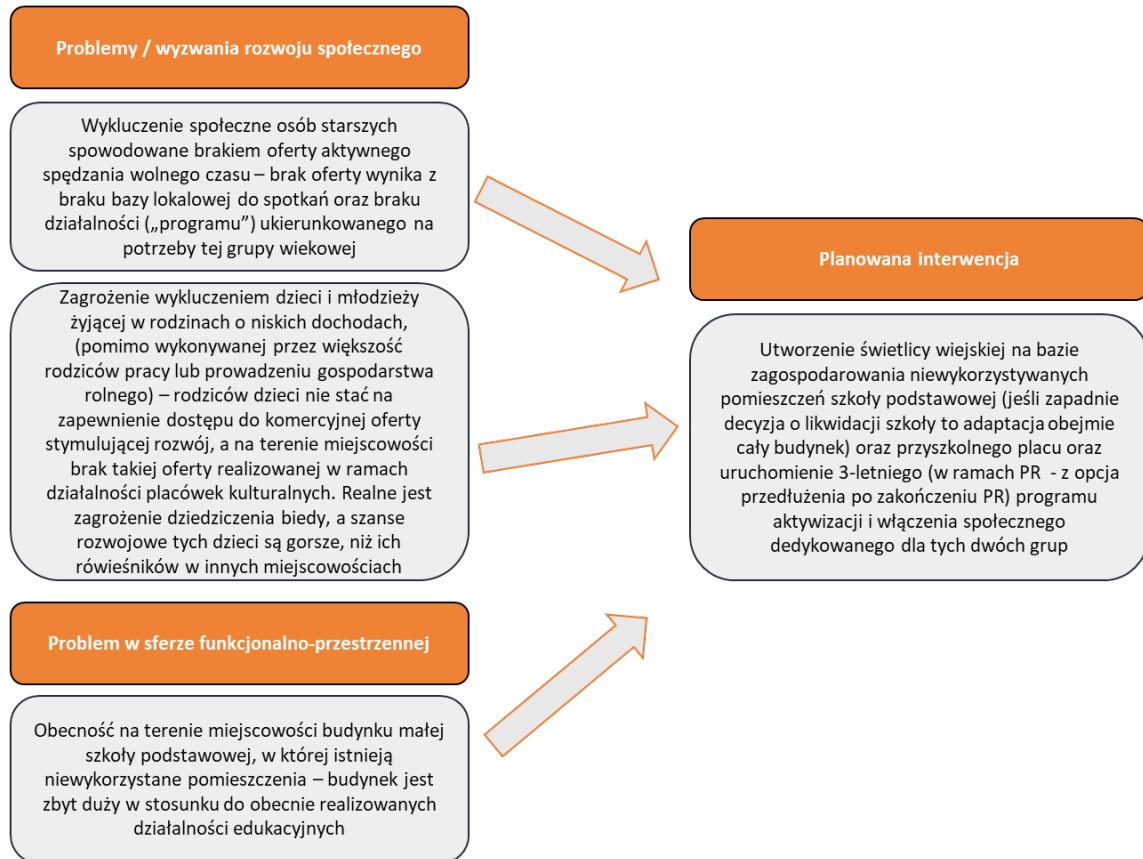 Problemy / wyzwania rozwoju społecznego
Wykluczenie społeczne osób starszych
spowodowane brakiem oferty aktywnego
spędzania wolnego czasu – brak oferty wynika z
braku bazy lokalowej do spotkań oraz braku
działalności („programu”) ukierunkowanego na
potrzeby tej grupy wiekowej
Zagrożenie wykluczeniem dzieci i młodzieży
żyjącej w rodzinach o niskich dochodach,
(pomimo wykonywanej przez większość
rodziców pracy lub prowadzeniu gospodarstwa
rolnego) – rodziców dzieci nie stać na
zapewnienie dostępu do komercyjnej oferty
stymulującej rozwój, a na terenie miejscowości
brak takiej oferty realizowanej w ramach
działalności placówek kulturalnych. Realne jest
zagrożenie dziedziczenia biedy, a szanse
rozwojowe tych dzieci są gorsze, niż ich
rówieśników w innych miejscowościach
Problem w sferze funkcjonalno-przestrzennej
Obecność na terenie miejscowości budynku małej
szkoły podstawowej, w której istnieją
niewykorzystane pomieszczenia – budynek jest
zbyt duży w stosunku do obecnie realizowanych
działalności edukacyjnych
Planowana interwencja
Utworzenie świetlicy wiejskiej na bazie
zagospodarowania niewykorzystywanych
pomieszczeń szkoły podstawowej (jeśli zapadnie
decyzja o likwidacji szkoły to adaptacja obejmie
cały budynek) oraz przyszkolnego placu oraz
uruchomienie 3-letniego (w ramach PR - z opcja
przedłużenia po zakończeniu PR) programu
aktywizacji i włączenia społecznego
dedykowanego dla tych dwóch grup